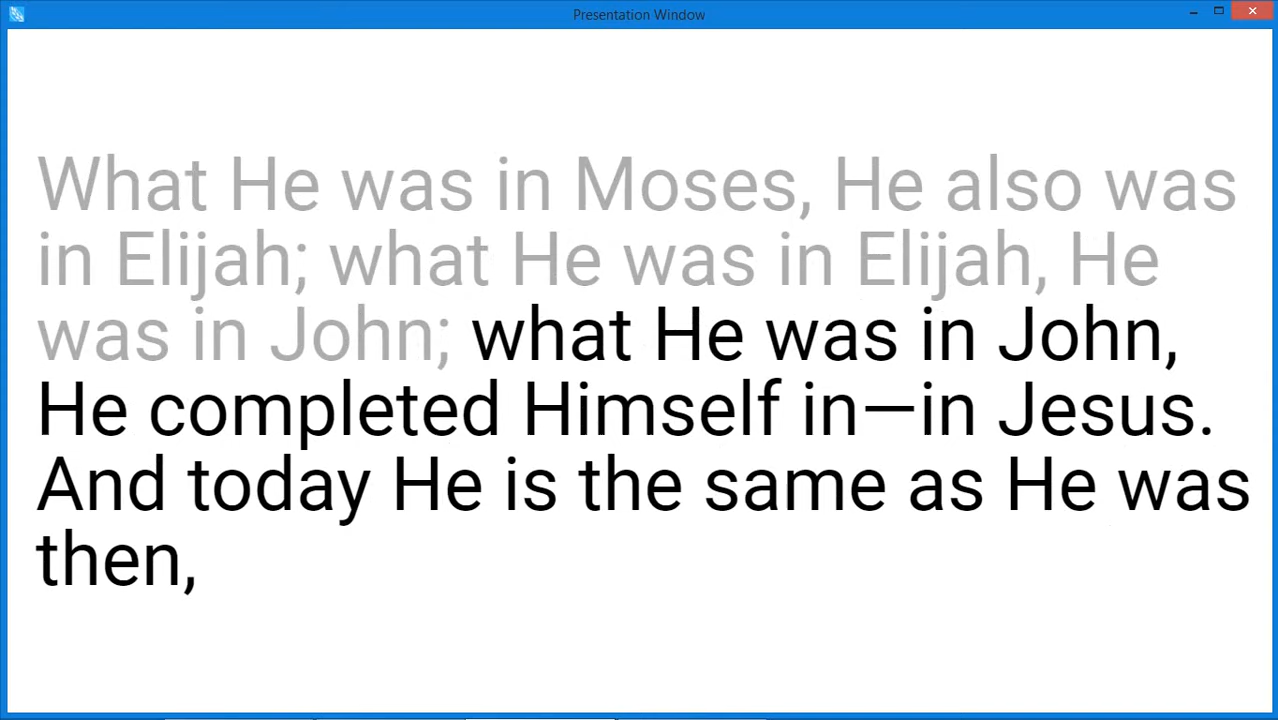 Presentation Window
What He was in Moses, He also was
in Elijah; what He was in Elijah, He
was in John; what He was in John,
He completed Himself in—in Jesus.
And today He is the same as He was
then,